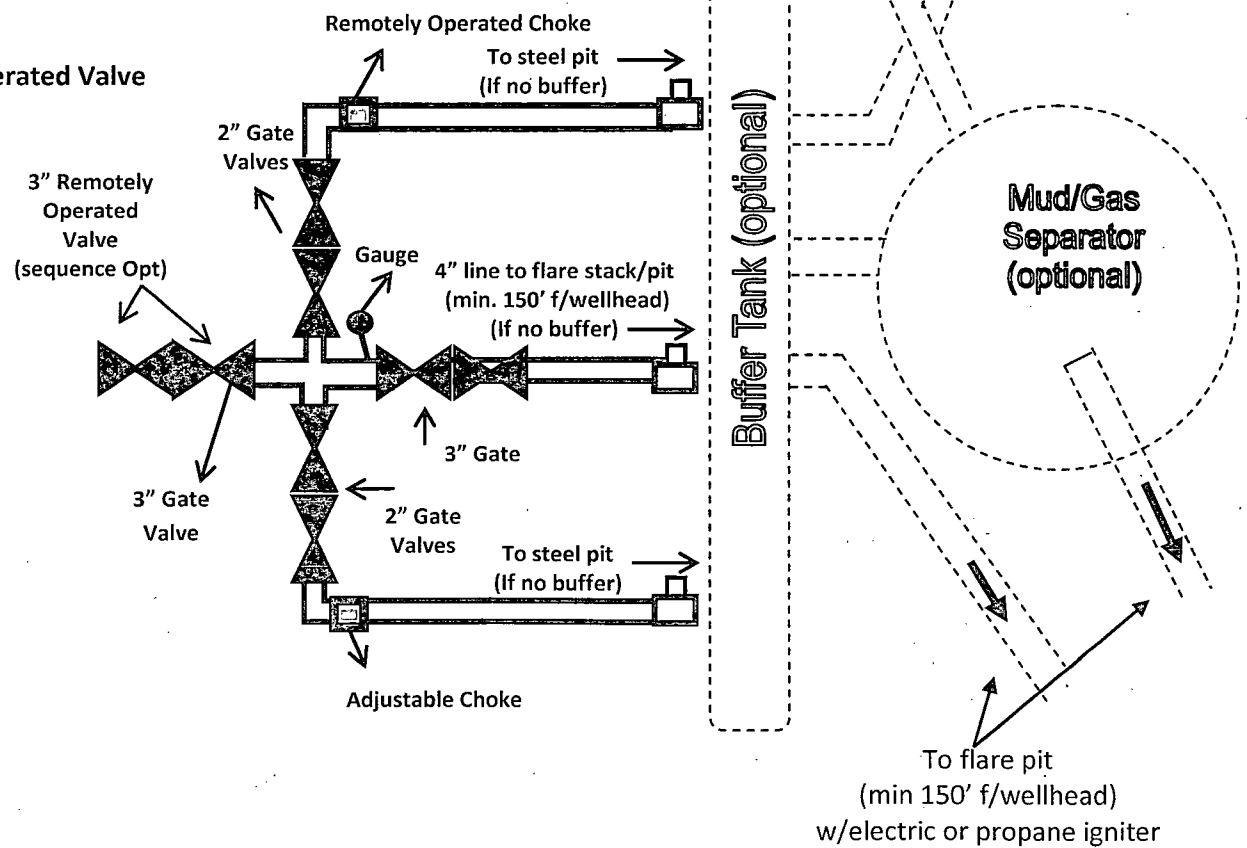 Remotely Operated Choke
To steel pit
(If no buffer)
erated Valve
2” Gate
Valves
3” Remotely
Operated
Valve
(sequence Opt)
Gauge
4” line to flare stack/pit
(min. 150’ f/wellhead)
(If no buffer)
Buffer Tank (optional)
Mud/Gas
Separator
(optional)
3” Gate
3” Gate
Valve
2” Gate
Valves
To steel pit
(If no buffer)
Adjustable Choke
To flare pit
(min 150’ f/wellhead)
w/electric or propane igniter